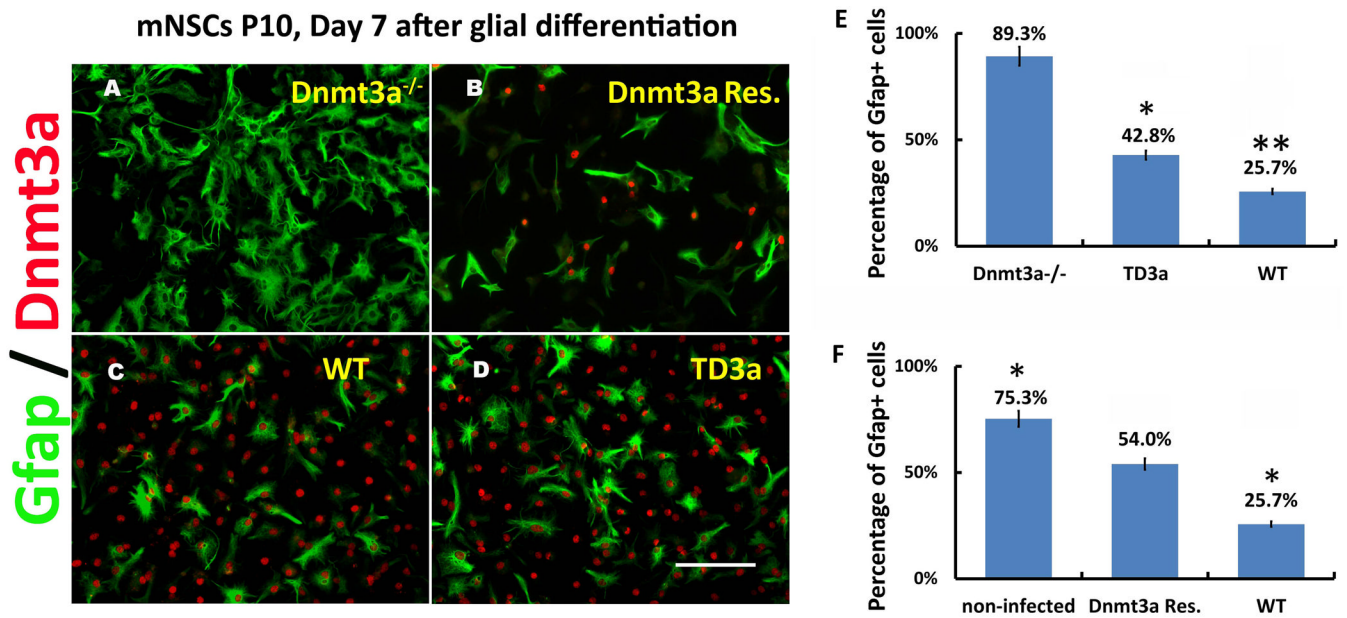 mNSCs P10, Day 7 after glial differentiation
Gfap / Dnmt3a
A
Dnmt3a-/-
B
Dnmt3a Res.
C
WT
D
TD3a
E
Percentage of Gfap+ cells
100%
50%
0%
89.3%
*
42.8%
**
25.7%
Dnmt3a-/-
TD3a
WT
F
Percentage of Gfap+ cells
100%
50%
0%
*
75.3%
54.0%
*
25.7%
non-infected
Dnmt3a Res.
WT